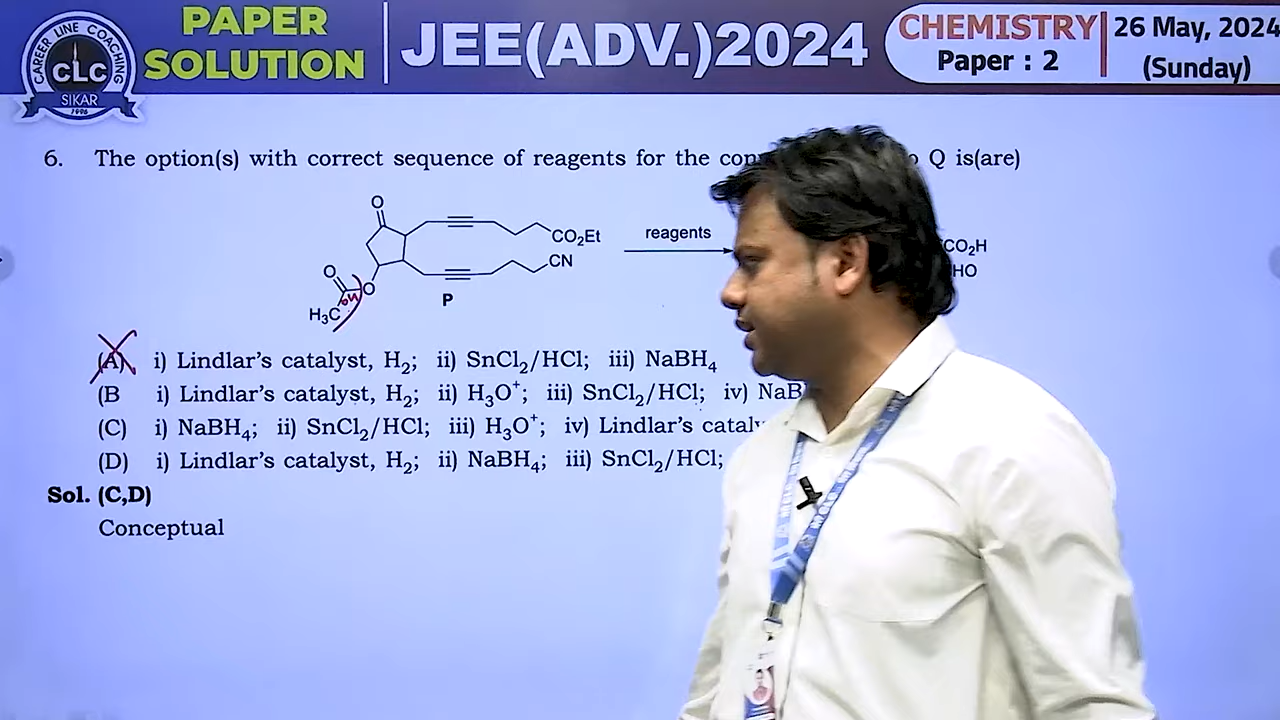 CAREER LINE COACHING
CLC
SIKAR
1996
PAPER
SOLUTION
JEE(ADV.)2024
CHEMISTRY
Paper : 2
26 May, 2024
(Sunday)
6. The option(s) with correct sequence of reagents for the Q is(are)
O
CO₂Et
reagents
CO₂H
CN
HO
O
O
OH
H₃C
P
(A) i) Lindlar's catalyst, H₂; ii) SnCl₂/HCl; iii) NaBH₄
(B i) Lindlar's catalyst, H₂; ii) H₃O⁺; iii) SnCl₂/HCl; iv)
(C) i) NaBH₄; ii) SnCl₂/HCl; iii) H₃O⁺; iv) Lindlar's
(D) i) Lindlar's catalyst, H₂; ii) NaBH₄; iii) SnCl₂/HCl;
Sol. (C,D)
Conceptual